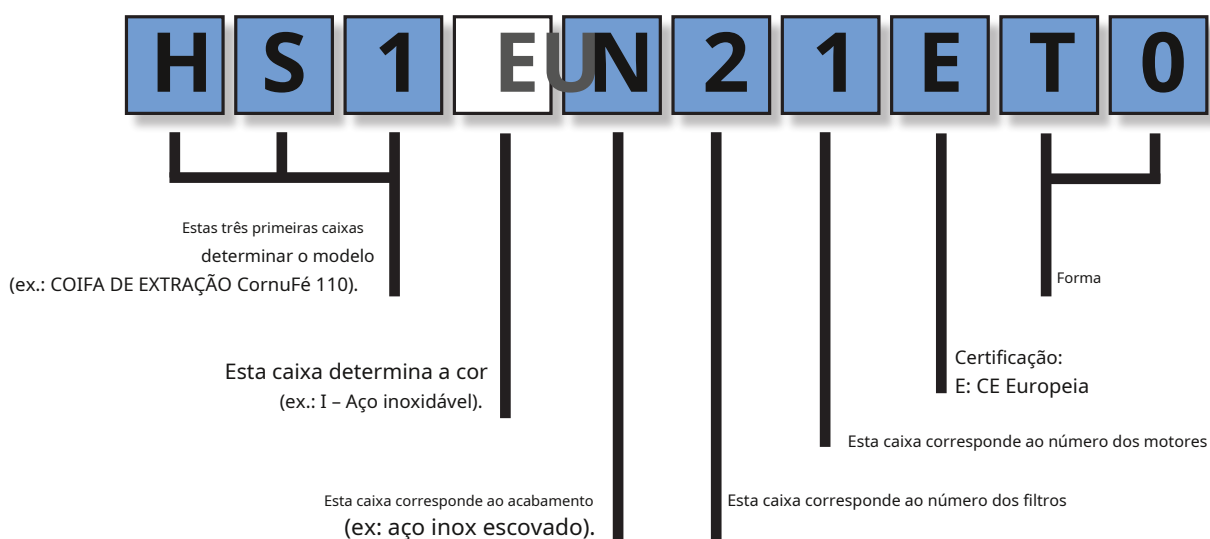 H S 1 EU N 2 1 E T 0
Estas três primeiras caixas
determinar o modelo
(ex.: COIFA DE EXTRAÇÃO CornuFé 110).
Forma
Esta caixa determina a cor
(ex.: I – Aço inoxidável).
Certificação:
E: CE Europeia
Esta caixa corresponde ao número dos motores
Esta caixa corresponde ao acabamento
(ex: aço inox escovado).
Esta caixa corresponde ao número dos filtros